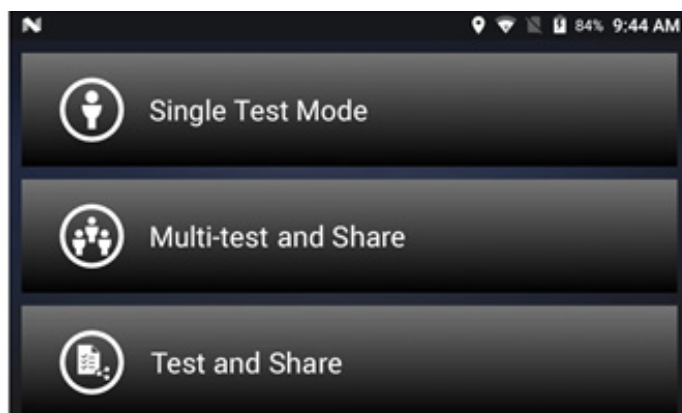 84% 9:44 AM
Single Test Mode
Multi-test and Share
Test and Share